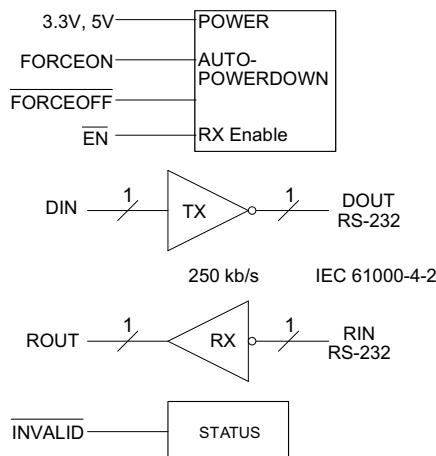 3.3V, 5V POWER
FORCEON AUTO-
POWERDOWN
FORCEOFF
EN RX Enable
1 1
DIN TX DOUT
RS-232
250 kb/s IEC 61000-4-2
1 1
ROUT RX RIN
RS-232
INVALID STATUS